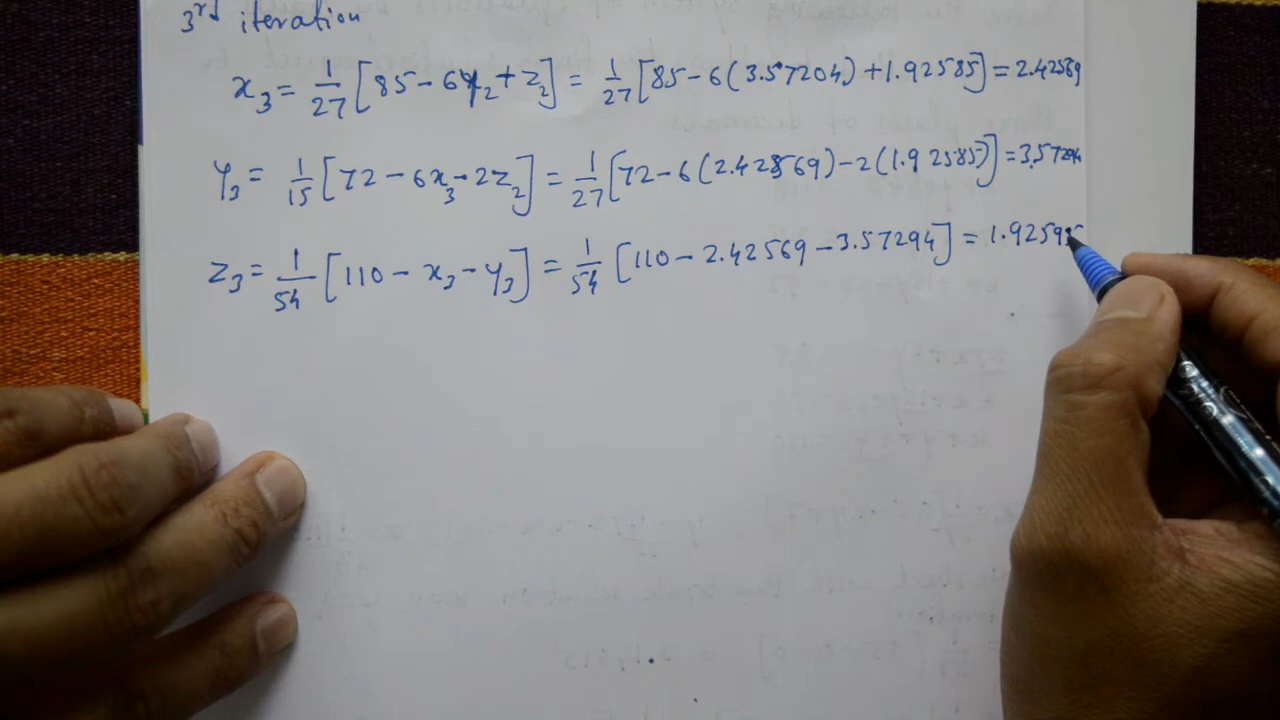 3rd iteration
x₃ = 1/27 [85 - 6y₂ + z₂] = 1/27 [85 - 6(3.57204) + 1.92585] = 2.42569
y₃ = 1/15 [72 - 6x₃ - 2z₂] = 1/27 [72 - 6(2.42569) - 2(1.92585)] = 3.57294
z₃ = 1/54 [110 - x₃ - y₃] = 1/54 [110 - 2.42569 - 3.57294] = 1.92595